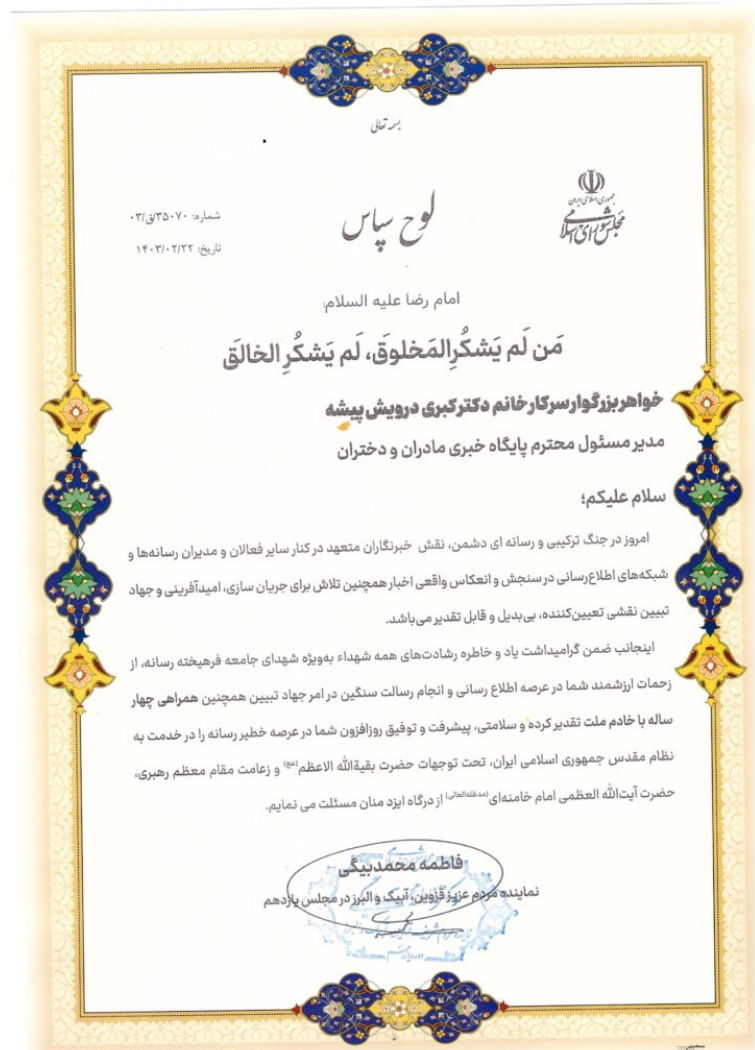 بسمه تعالی
جمهوری اسلامی ایران
مجلس شورای اسلامی
لوح سپاس
شماره: ۳۵۰۷۰/ق/۰۳
تاریخ: ۱۴۰۳/۰۲/۲۲
امام رضا علیه السلام:
مَن لَم یَشکُرِالمَخلوقَ، لَم یَشکُرِ الخالَق
خواهر بزرگوار سرکار خانم دکتر کبری درویش پیشه
مدیر مسئول محترم پایگاه خبری مادران و دختران
سلام علیکم؛
امروز در جنگ ترکیبی و رسانه ای دشمن، نقش خبرنگاران متعهد در کنار سایر فعالان و مدیران رسانه‌ها و
شبکه‌های اطلاع‌رسانی در سنجش و انعکاس واقعی اخبار همچنین تلاش برای جریان سازی، امیدآفرینی و جهاد
تبیین نقشی تعیین‌کننده، بی‌بدیل و قابل تقدیر می‌باشد.
اینجانب ضمن گرامیداشت یاد و خاطره رشادت‌های همه شهداء به‌ویژه شهدای جامعه فرهیخته رسانه، از
زحمات ارزشمند شما در عرصه اطلاع رسانی و انجام رسالت سنگین در امر جهاد تبیین همچنین همراهی چهار
ساله با خادم ملت تقدیر کرده و سلامتی، پیشرفت و توفیق روزافزون شما در عرصه خطیر رسانه را در خدمت به
نظام مقدس جمهوری اسلامی ایران، تحت توجهات حضرت بقیةالله الاعظم(عج) و زعامت مقام معظم رهبری،
حضرت آیت‌الله العظمی امام خامنه‌ای(مدظله‌العالی) از درگاه ایزد منان مسئلت می نمایم.
فاطمه محمدبیگی
نماینده مردم عزیز قزوین، آبیک و البرز در مجلس یازدهم